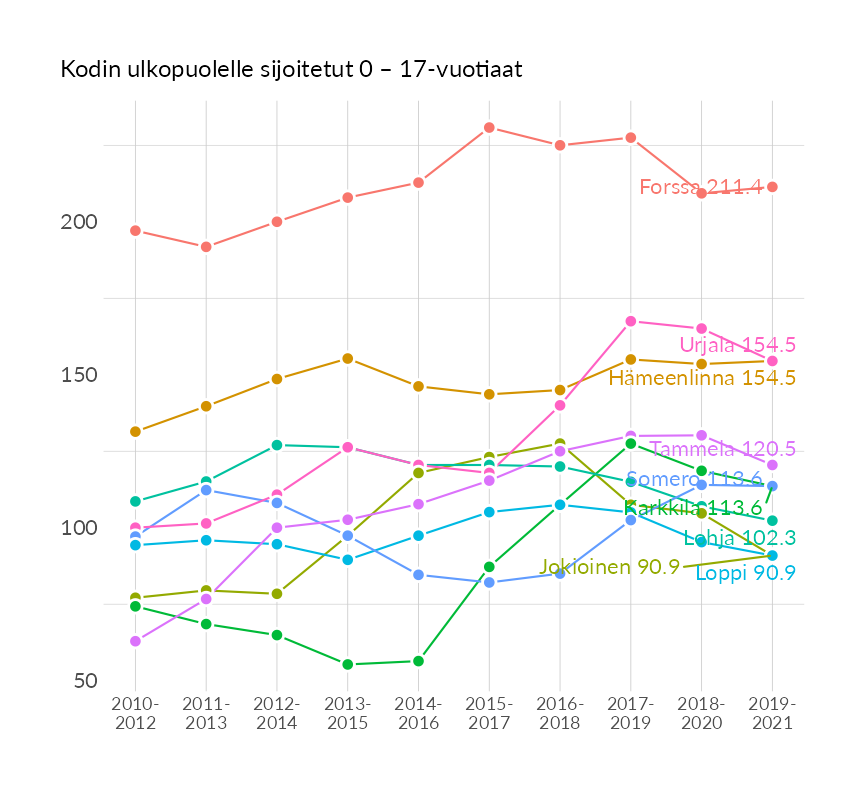 Kodin ulkopuolelle sijoitetut 0 – 17-vuotiaat
Forssa 211.4
200
Urjala 154.5
150
Hämeenlinna 154.5
Tammela 120.5
Somero 113.6
Karkkila 113.6
100
Lohja 102.3
Jokioinen 90.9
Loppi 90.9
50
2010-
2012
2011-
2013
2012-
2014
2013-
2015
2014-
2016
2015-
2017
2016-
2018
2017-
2019
2018-
2020
2019-
2021